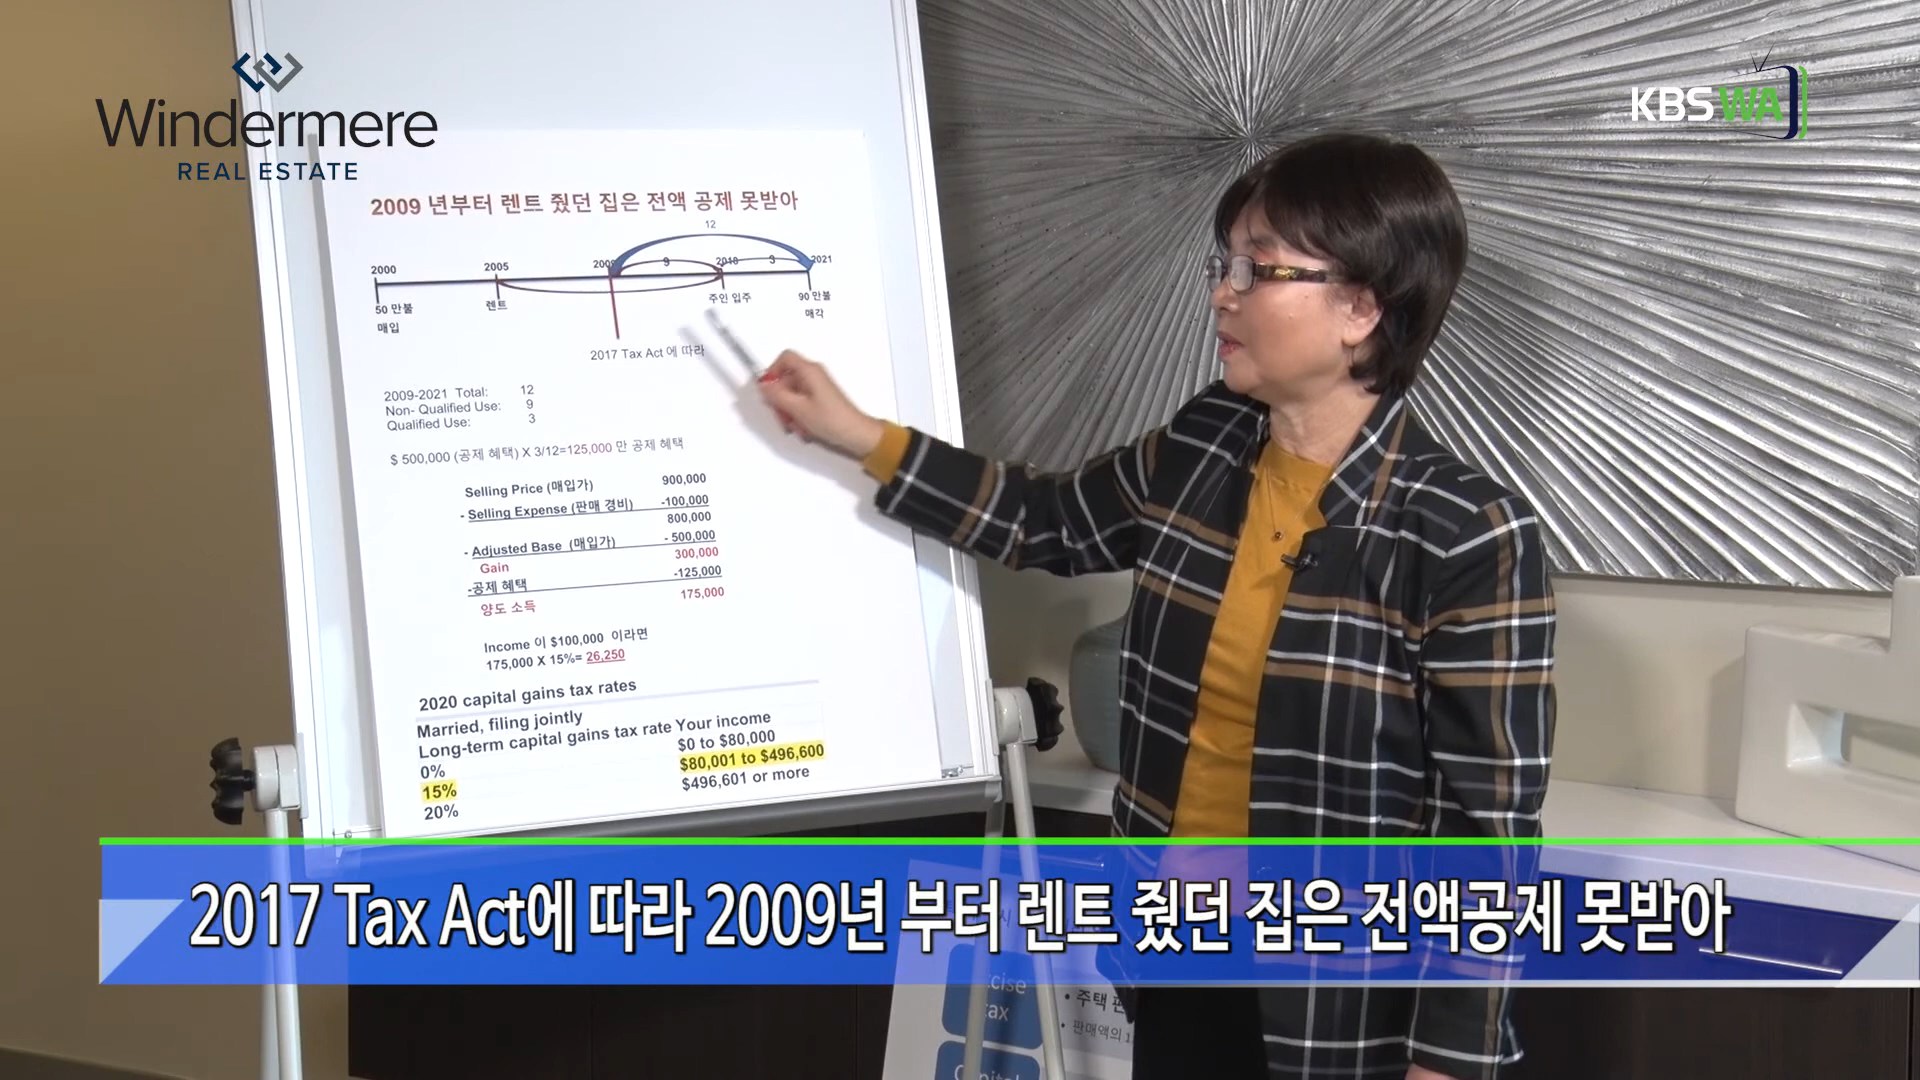 Windermere
REAL ESTATE
KBS WA
2009 년부터 렌트 줬던 집은 전액 공제 못받아
12
2000 2005 2009 9 2018 3 2021
50 만불 매입
렌트
주인 입주
90 만불 매각
2017 Tax Act 에 따라
2009-2021 Total: 12
Non- Qualified Use: 9
Qualified Use: 3
$ 500,000 (공제 혜택) X 3/12=125,000 만 공제 혜택
Selling Price (매입가) 900,000
- Selling Expense (판매 경비) -100,000
800,000
- Adjusted Base (매입가) - 500,000
Gain 300,000
-공제 혜택 -125,000
양도 소득 175,000
Income 이 $100,000 이라면
175,000 X 15%= 26,250
2020 capital gains tax rates
Married, filing jointly
Long-term capital gains tax rate Your income
0% $0 to $80,000
15% $80,001 to $496,600
20% $496,601 or more
2017 Tax Act에 따라 2009년 부터 렌트 줬던 집은 전액공제 못받아
tax
• 주택
• 판매액의